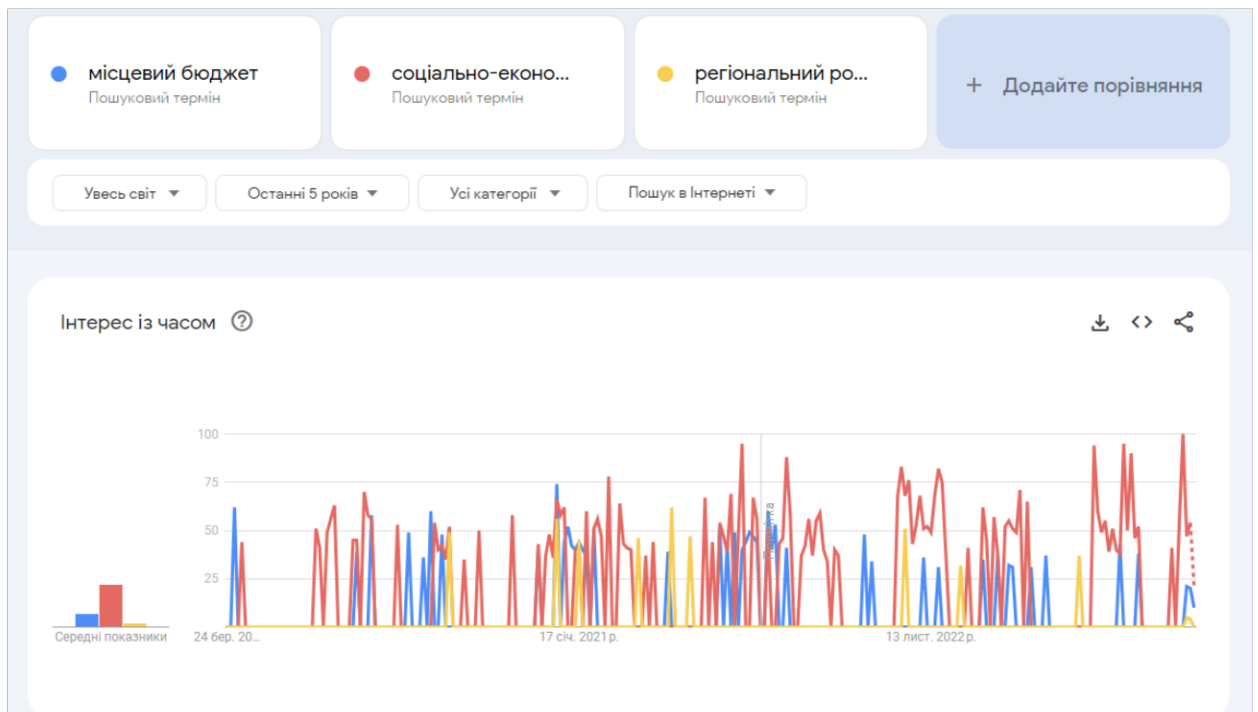 місцевий бюджет
Пошуковий термін
соціально-еконо...
Пошуковий термін
регіональний ро...
Пошуковий термін
+ Додайте порівняння
Увесь світ
Останні 5 років
Усі категорії
Пошук в Інтернеті
Інтерес із часом
100
75
50
25
Примітка
Середні показники
24 бер. 20...
17 січ. 2021 р.
13 лист. 2022 р.